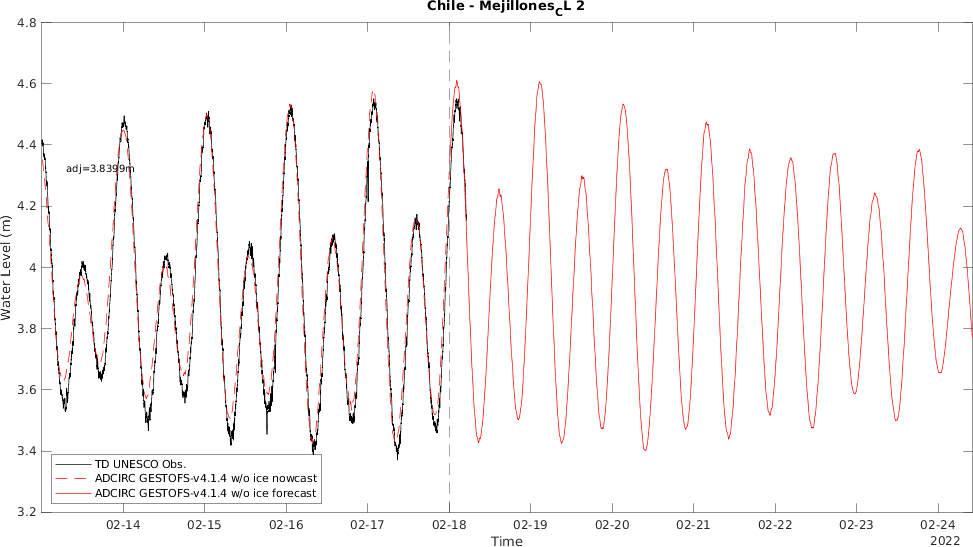 Chile - Mejillones_CL 2
4.8
4.6
4.4
4.2
4
3.8
3.6
3.4
3.2
Water Level (m)
adj=3.8399m
TD UNESCO Obs.
ADCIRC GESTOFS-v4.1.4 w/o ice nowcast
ADCIRC GESTOFS-v4.1.4 w/o ice forecast
02-14 02-15 02-16 02-17 02-18 02-19 02-20 02-21 02-22 02-23 02-24
Time
2022